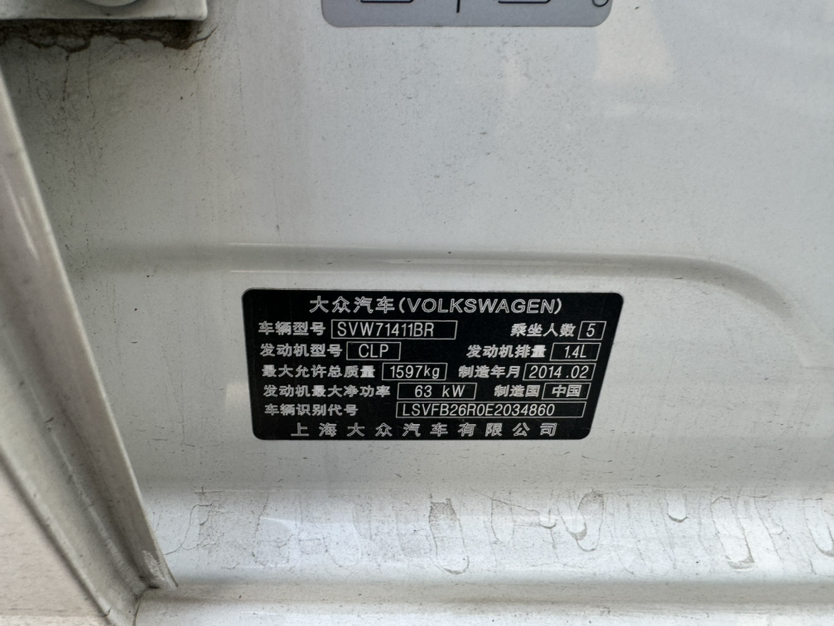 大众汽车(VOLKSWAGEN)
车辆型号 SVW71411BR 乘坐人数 5
发动机型号 CLP 发动机排量 1.4L
最大允许总质量 1597kg 制造年月 2014.02
发动机最大净功率 63 kW 制造国 中国
车辆识别代号 LSVFB26R0E2034860
上海大众汽车有限公司